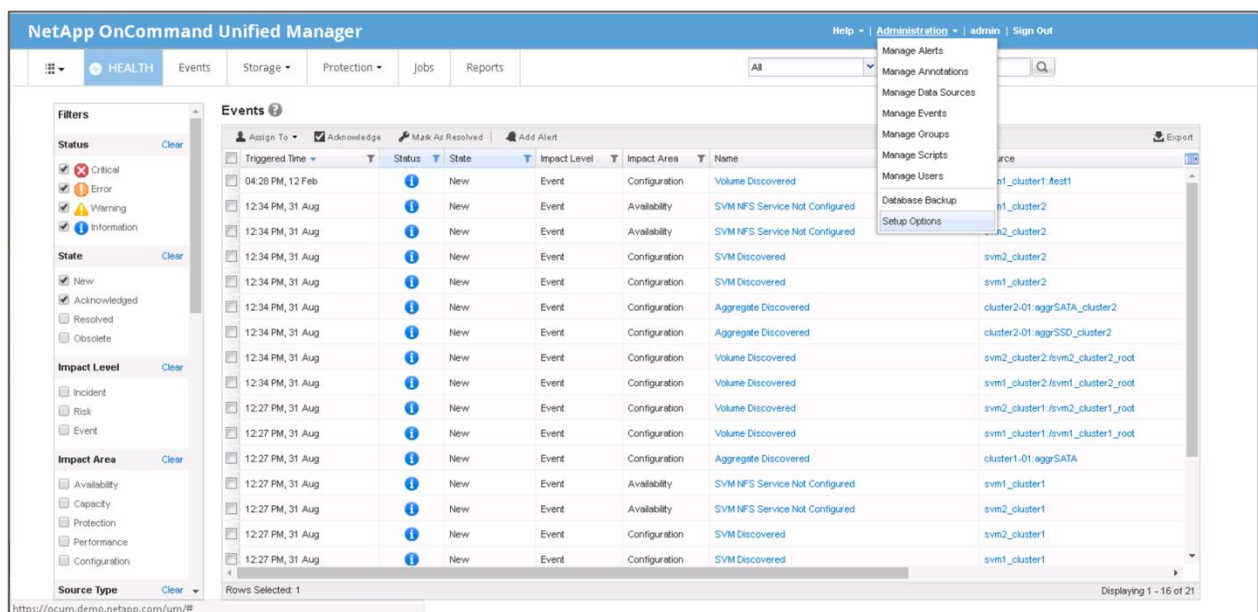 NetApp OnCommand Unified Manager
Help | Administration | admin | Sign Out
HEALTH Events Storage Protection Jobs Reports All
Manage Alerts
Manage Annotations
Manage Data Sources
Manage Events
Manage Groups
Manage Scripts
Manage Users
Database Backup
Setup Options
Filters
Status Clear
Critical
Error
Warning
Information
State Clear
New
Acknowledged
Resolved
Obsolete
Impact Level Clear
Incident
Risk
Event
Impact Area Clear
Availability
Capacity
Protection
Performance
Configuration
Source Type Clear
Events
Assign To Acknowledge Mark As Resolved Add Alert Export
Triggered Time Status State Impact Level Impact Area Name
04:28 PM, 12 Feb New Event Configuration Volume Discovered
12:34 PM, 31 Aug New Event Availability SVM NFS Service Not Configured
12:34 PM, 31 Aug New Event Availability SVM NFS Service Not Configured svm2_cluster2
12:34 PM, 31 Aug New Event Configuration SVM Discovered svm2_cluster2
12:34 PM, 31 Aug New Event Configuration SVM Discovered svm1_cluster2
12:34 PM, 31 Aug New Event Configuration Aggregate Discovered cluster2-01:aggrSATA_cluster2
12:34 PM, 31 Aug New Event Configuration Aggregate Discovered cluster2-01:aggrSSD_cluster2
12:34 PM, 31 Aug New Event Configuration Volume Discovered svm2_cluster2:/svm2_cluster2_root
12:34 PM, 31 Aug New Event Configuration Volume Discovered svm1_cluster2:/svm1_cluster2_root
12:27 PM, 31 Aug New Event Configuration Volume Discovered svm2_cluster1:/svm2_cluster1_root
12:27 PM, 31 Aug New Event Configuration Volume Discovered svm1_cluster1:/svm1_cluster1_root
12:27 PM, 31 Aug New Event Configuration Aggregate Discovered cluster1-01:aggrSATA
12:27 PM, 31 Aug New Event Availability SVM NFS Service Not Configured svm1_cluster1
12:27 PM, 31 Aug New Event Availability SVM NFS Service Not Configured svm2_cluster1
12:27 PM, 31 Aug New Event Configuration SVM Discovered svm2_cluster1
12:27 PM, 31 Aug New Event Configuration SVM Discovered svm1_cluster1
Rows Selected: 1 Displaying 1 - 16 of 21
https://ocum.demo.netapp.com/um/#